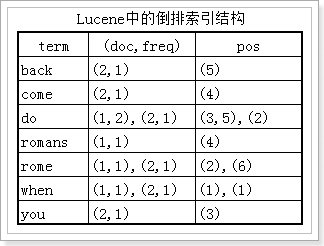 Lucene中的倒排索引结构
term (doc,freq) pos
back (2,1) (5)
come (2,1) (4)
do (1,2),(2,1) (3,5),(2)
romans (1,1) (4)
rome (1,1),(2,1) (2),(6)
when (1,1),(2,1) (1),(1)
you (2,1) (3)